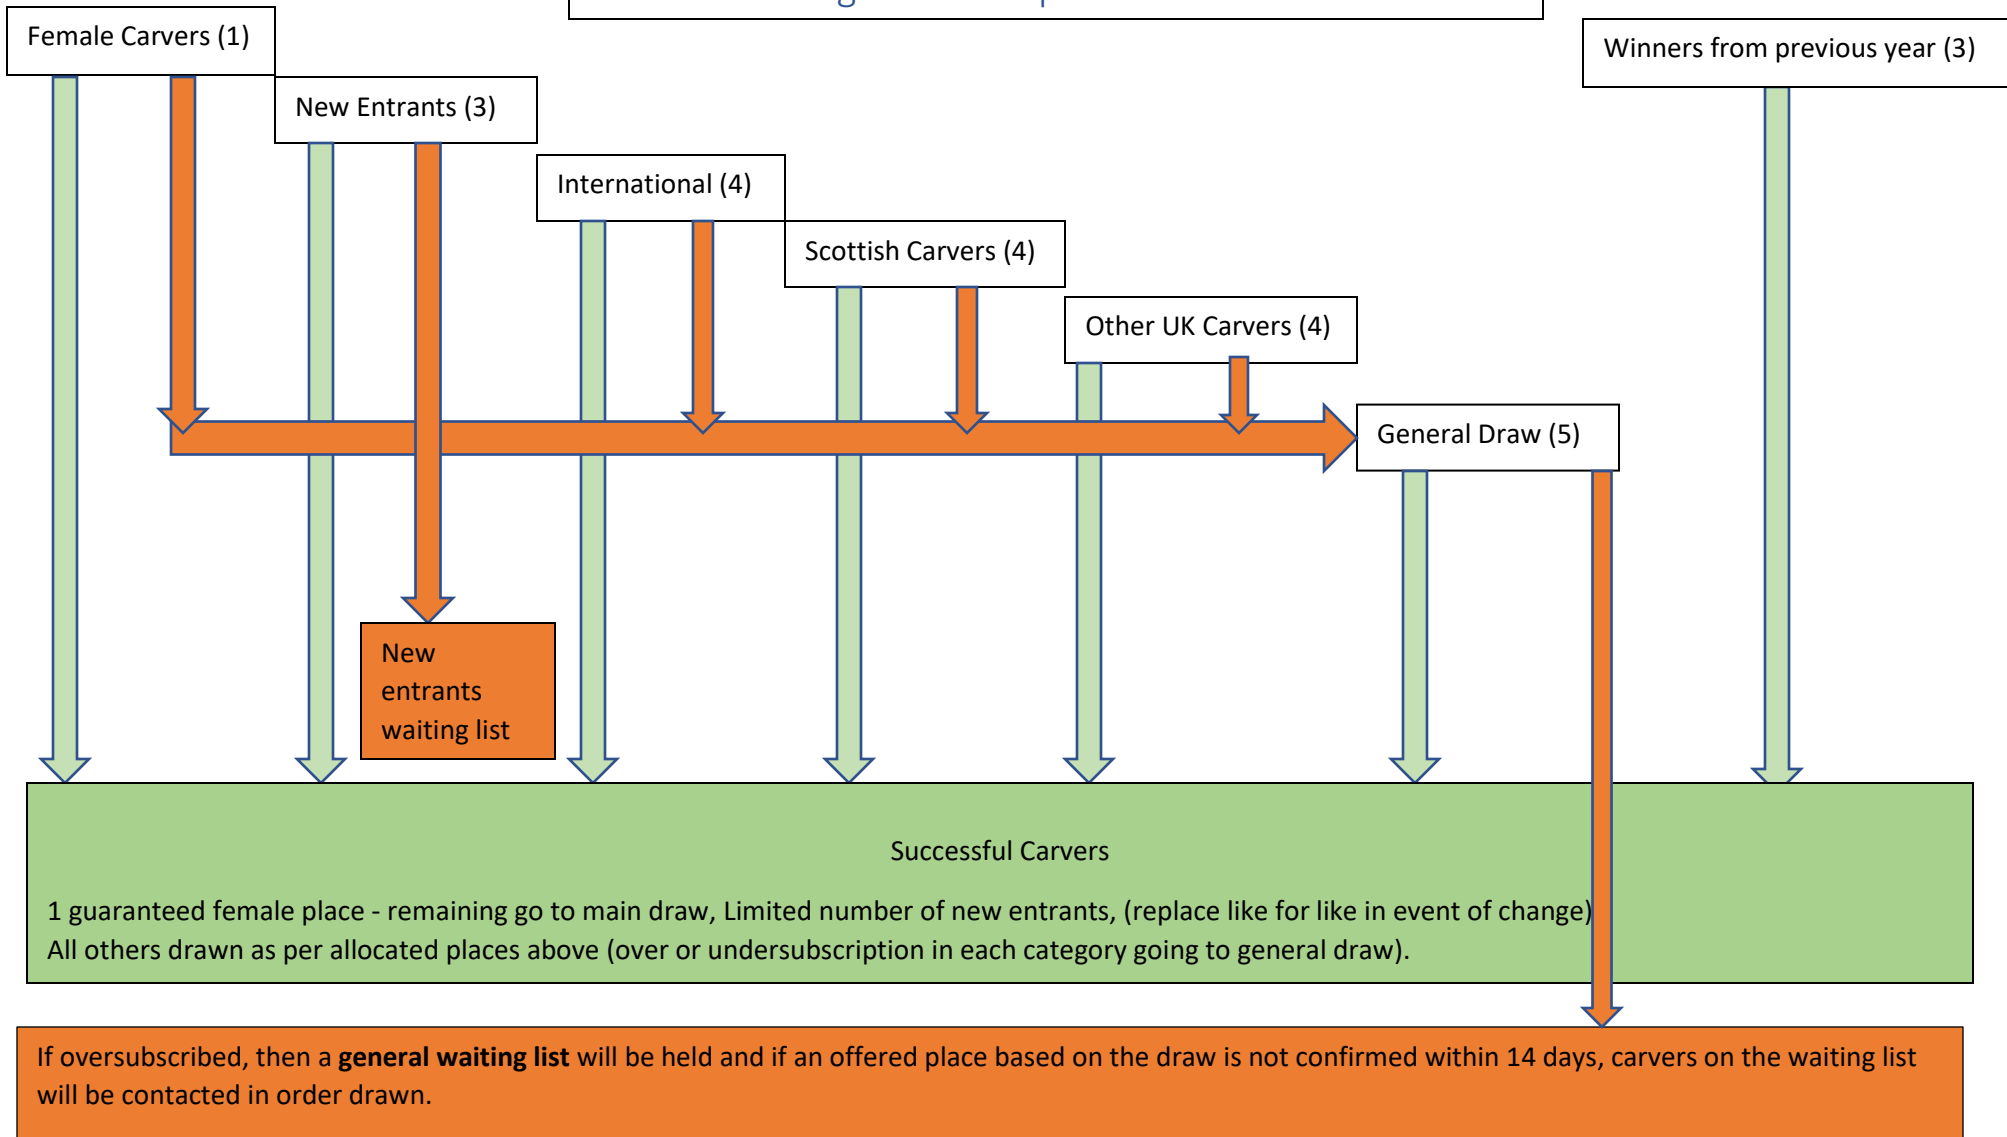 Female Carvers (1)
Winners from previous year (3)
New Entrants (3)
International (4)
Scottish Carvers (4)
Other UK Carvers (4)
General Draw (5)
New
entrants
waiting list
Successful Carvers
1 guaranteed female place - remaining go to main draw, Limited number of new entrants, (replace like for like in event of change)
All others drawn as per allocated places above (over or undersubscription in each category going to general draw).
If oversubscribed, then a general waiting list will be held and if an offered place based on the draw is not confirmed within 14 days, carvers on the waiting list
will be contacted in order drawn.